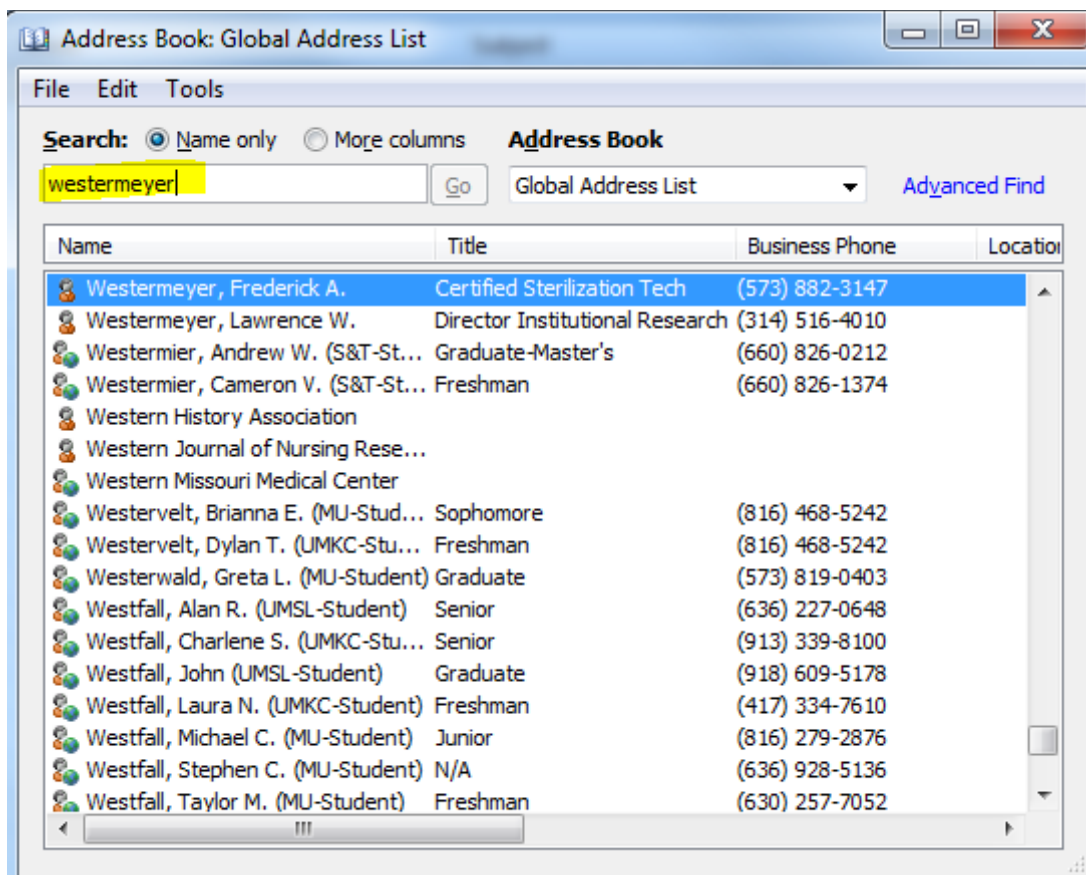 Address Book: Global Address List
File Edit Tools
Search: Name only More columns Address Book
westermeyer Go Global Address List Advanced Find
Name Title Business Phone Location
Westermeyer, Frederick A. Certified Sterilization Tech (573) 882-3147
Westermeyer, Lawrence W. Director Institutional Research (314) 516-4010
Westermier, Andrew W. (S&T-St... Graduate-Master's (660) 826-0212
Westermier, Cameron V. (S&T-St... Freshman (660) 826-1374
Western History Association
Western Journal of Nursing Rese...
Western Missouri Medical Center
Westervelt, Brianna E. (MU-Stud... Sophomore (816) 468-5242
Westervelt, Dylan T. (UMKC-Stu... Freshman (816) 468-5242
Westerwald, Greta L. (MU-Student) Graduate (573) 819-0403
Westfall, Alan R. (UMSL-Student) Senior (636) 227-0648
Westfall, Charlene S. (UMKC-Stu... Senior (913) 339-8100
Westfall, John (UMSL-Student) Graduate (918) 609-5178
Westfall, Laura N. (UMKC-Student) Freshman (417) 334-7610
Westfall, Michael C. (MU-Student) Junior (816) 279-2876
Westfall, Stephen C. (MU-Student) N/A (636) 928-5136
Westfall, Taylor M. (MU-Student) Freshman (630) 257-7052